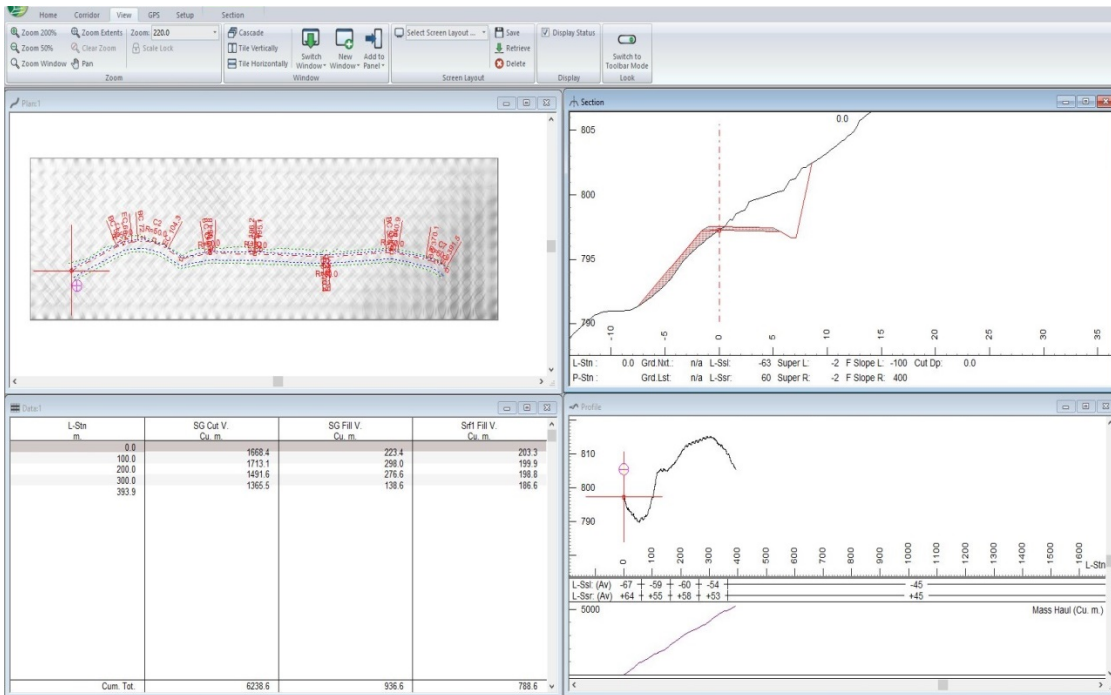 Home Corridor View GPS Setup Section
Zoom 200% Zoom Extents Zoom: 220.0
Zoom 50% Clear Zoom Scale Lock
Zoom Window Pan
Zoom
Cascade
Tile Vertically
Tile Horizontally
Switch Window
New Window
Add to Panel
Window
Select Screen Layout ...
Save
Retrieve
Delete
Screen Layout
Display Status
Display
Switch to
Toolbar Mode
Look
Plan:1
Section
0.0
805
800
795
790
-10 -5 0 5 10 15 20 25 30 35
L-Stn : 0.0 Grd.Nxt.: n/a L-Ssl: -63 Super L: -2 F Slope L: -100 Cut Dp: 0.0
P-Stn : Grd.Lst: n/a L-Ssr: 60 Super R: -2 F Slope R: 400
Data:1
L-Stn SG Cut V. SG Fill V. Srf1 Fill V.
m. Cu. m. Cu. m. Cu. m.
0.0
1668.4 223.4 203.3
100.0
1713.1 298.0 199.9
200.0
1491.6 276.6 198.8
300.0
1365.5 138.6 186.6
393.9
Cum. Tot. 6238.6 936.6 788.6
Profile
810
800
790
0 100 200 300 400 500 600 700 800 900 1000 1100 1200 1300 1400 1500 1600
L-Stn
L-Ssl: (Av) -67 -59 -60 -54 -45
L-Ssr: (Av) +64 +55 +58 +53 +45
5000
Mass Haul (Cu. m.)